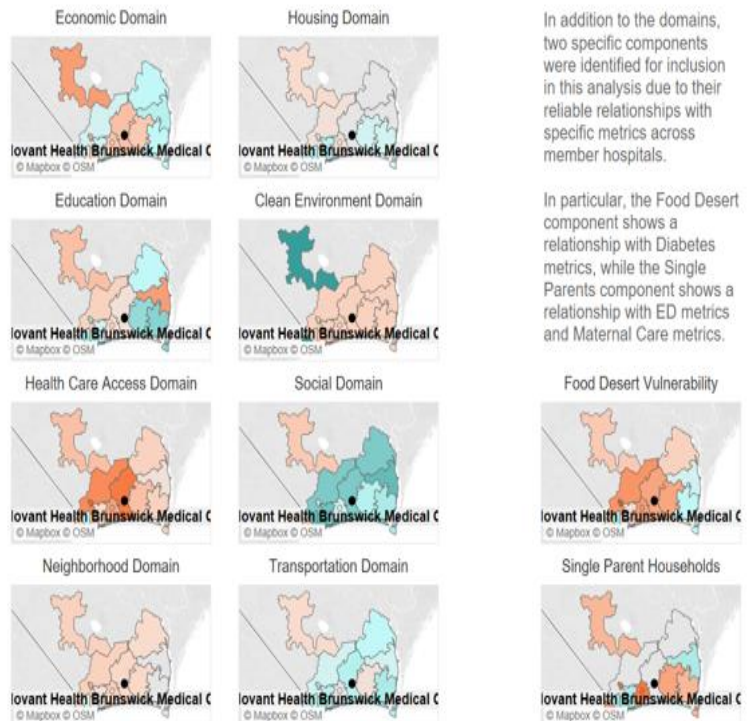 Economic Domain
lovant Health Brunswick Medical C
© Mapbox © OSM
Housing Domain
lovant Health Brunswick Medical C
© Mapbox © OSM
In addition to the domains,
two specific components
were identified for inclusion
in this analysis due to their
reliable relationships with
specific metrics across
member hospitals.
Education Domain
lovant Health Brunswick Medical C
© Mapbox © OSM
Clean Environment Domain
lovant Health Brunswick Medical C
© Mapbox © OSM
In particular, the Food Desert
component shows a
relationship with Diabetes
metrics, while the Single
Parents component shows a
relationship with ED metrics
and Maternal Care metrics.
Health Care Access Domain
lovant Health Brunswick Medical C
© Mapbox © OSM
Social Domain
lovant Health Brunswick Medical C
© Mapbox © OSM
Food Desert Vulnerability
lovant Health Brunswick Medical C
© Mapbox © OSM
Neighborhood Domain
lovant Health Brunswick Medical C
© Mapbox © OSM
Transportation Domain
lovant Health Brunswick Medical C
© Mapbox © OSM
Single Parent Households
lovant Health Brunswick Medical C
© Mapbox © OSM